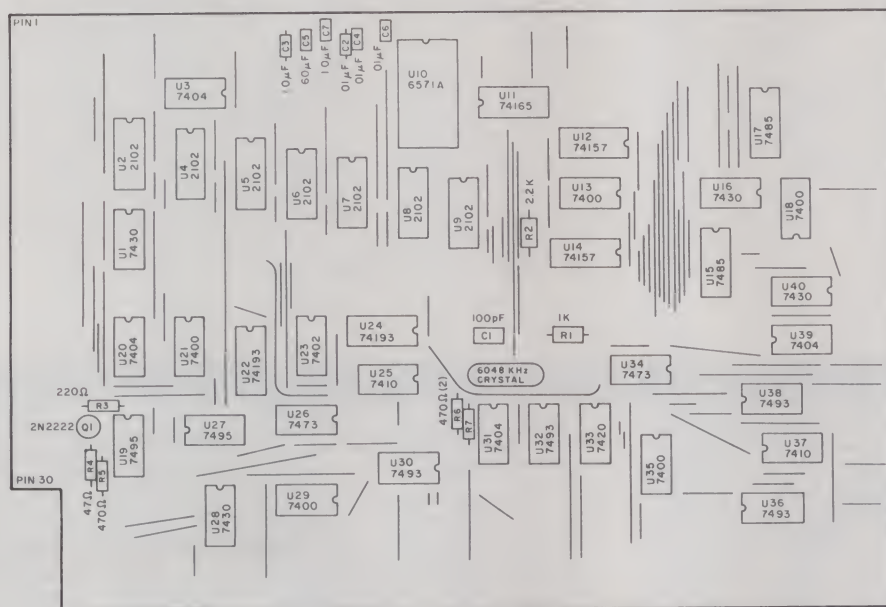 PIN 1
C3
10µF
C5
60µF
C7
10µF
C2
.01µF
C4
.01µF
C6
.01µF
U3
7404
U10
6571A
U11
74165
U2
2102
U4
2102
U5
2102
U6
2102
U7
2102
U8
2102
U9
2102
R2
2.2K
U12
74157
U13
7400
U14
74157
U17
7485
U16
7430
U18
7400
U15
7485
U1
7430
U40
7430
U39
7404
U20
7404
U21
7400
U22
74193
U23
7402
U24
74193
U25
7410
100pF
C1
1K
R1
6048 KHz
CRYSTAL
U34
7473
220Ω
R3
2N2222
Q1
U19
7495
U27
7495
U26
7473
470Ω(2)
R6
R7
U31
7404
U32
7493
U33
7420
U38
7493
U37
7410
U35
7400
PIN 30
R4
47Ω
R5
470Ω
U30
7493
U28
7430
U29
7400
U36
7493